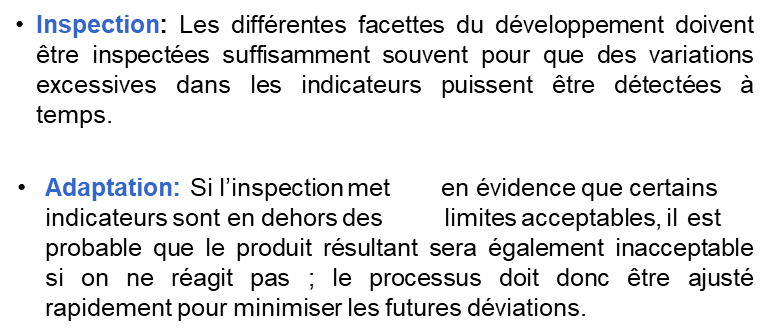 • Inspection: Les différentes facettes du développement doivent
être inspectées suffisamment souvent pour que des variations
excessives dans les indicateurs puissent être détectées à
temps.
• Adaptation: Si l’inspection met en évidence que certains
indicateurs sont en dehors des limites acceptables, il est
probable que le produit résultant sera également inacceptable
si on ne réagit pas ; le processus doit donc être ajusté
rapidement pour minimiser les futures déviations.